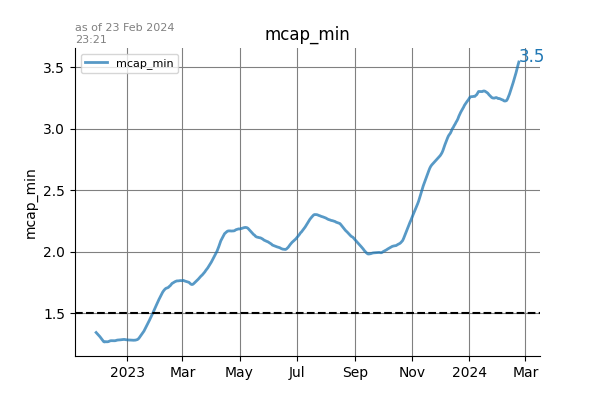 as of 23 Feb 2024
23:21
mcap_min
3.5
mcap_min
3.5
3.0
2.5
2.0
1.5
mcap_min
2023
Mar
May
Jul
Sep
Nov
2024
Mar